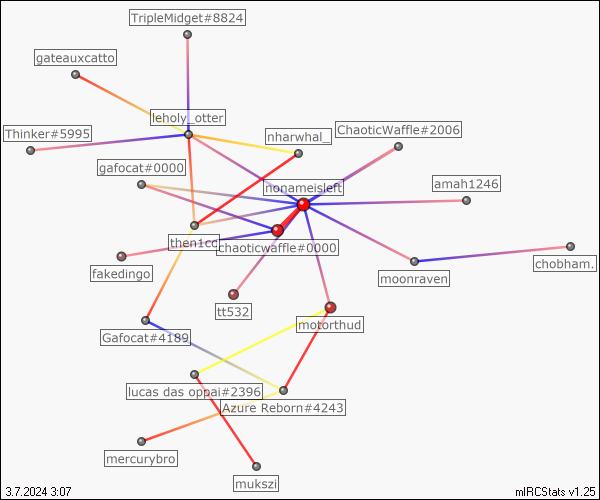 TripleMidget#8824
gateauxcatto
leholy_otter
Thinker#5995
ChaoticWaffle#2006
nharwhal_
gafocat#0000
nonameisleft
amah1246
then1cc
chaoticwaffle#0000
fakedingo
moonraven
chobham.
tt532
motorthud
Gafocat#4189
lucas das oppai#2396
Azure Reborn#4243
mercurybro
mukszi
3.7.2024 3:07
mIRCStats v1.25